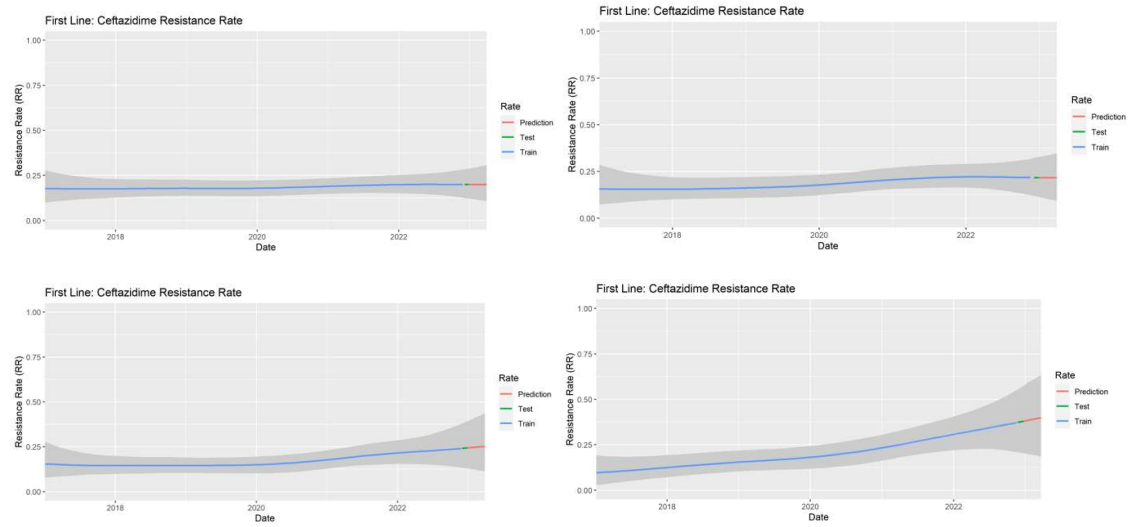 First Line: Ceftazidime Resistance Rate
Resistance Rate (RR)
1.00
0.75
0.50
0.25
0.00
2018
2020
2022
Date
Rate
Prediction
Test
Train
First Line: Ceftazidime Resistance Rate
Resistance Rate (RR)
1.00
0.75
0.50
0.25
0.00
2018
2020
2022
Date
Rate
Prediction
Test
Train
First Line: Ceftazidime Resistance Rate
Resistance Rate (RR)
1.00
0.75
0.50
0.25
0.00
2018
2020
2022
Date
Rate
Prediction
Test
Train
First Line: Ceftazidime Resistance Rate
Resistance Rate (RR)
1.00
0.75
0.50
0.25
0.00
2018
2020
2022
Date
Rate
Prediction
Test
Train